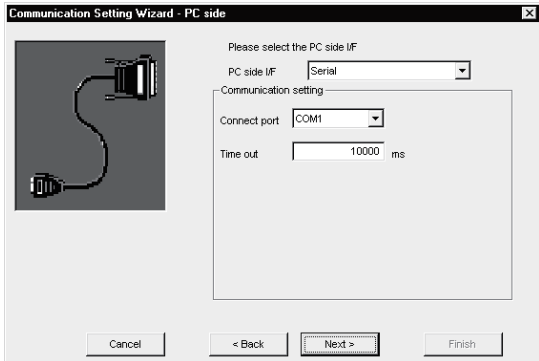 Communication Setting Wizard - PC side
Please select the PC side I/F
PC side I/F Serial
Communication setting
Connect port COM1
Time out 10000 ms
Cancel < Back Next > Finish